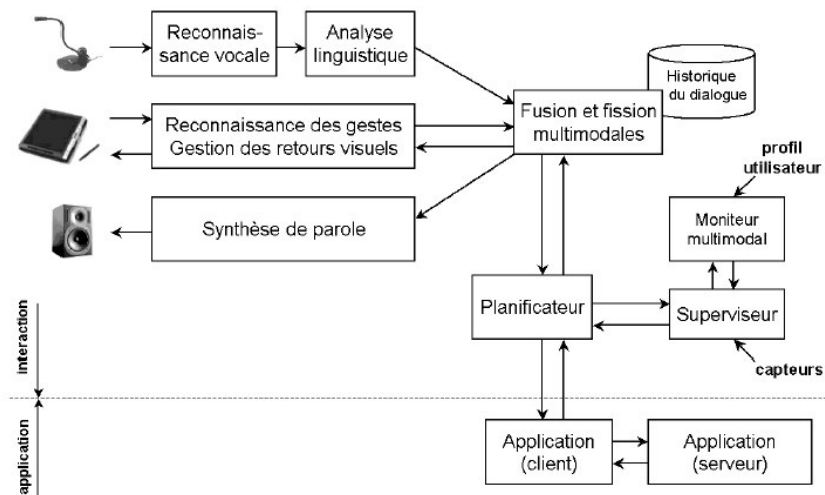 Reconnais-
sance vocale
Analyse
linguistique
Historique
du dialogue
Fusion et fission
multimodales
Reconnaissance des gestes
Gestion des retours visuels
profil
utilisateur
Moniteur
multimodal
Synthèse de parole
Planificateur
Superviseur
interaction
capteurs
application
Application
(client)
Application
(serveur)